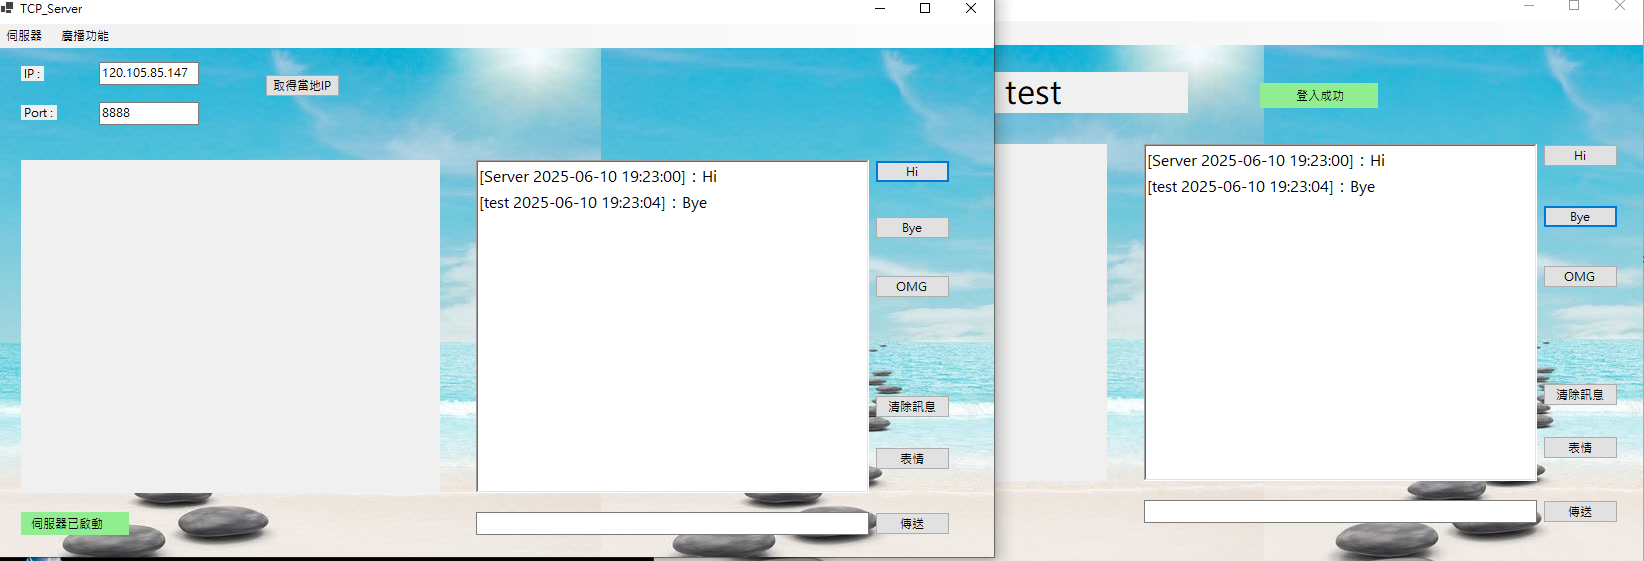 TCP_Server
伺服器 廣播功能
IP :
120.105.85.147
取得當地IP
Port :
8888
[Server 2025-06-10 19:23:00]：Hi
[test 2025-06-10 19:23:04]：Bye
Hi
Bye
OMG
清除訊息
表情
伺服器已啟動
傳送
test
登入成功
[Server 2025-06-10 19:23:00]：Hi
[test 2025-06-10 19:23:04]：Bye
Hi
Bye
OMG
清除訊息
表情
傳送